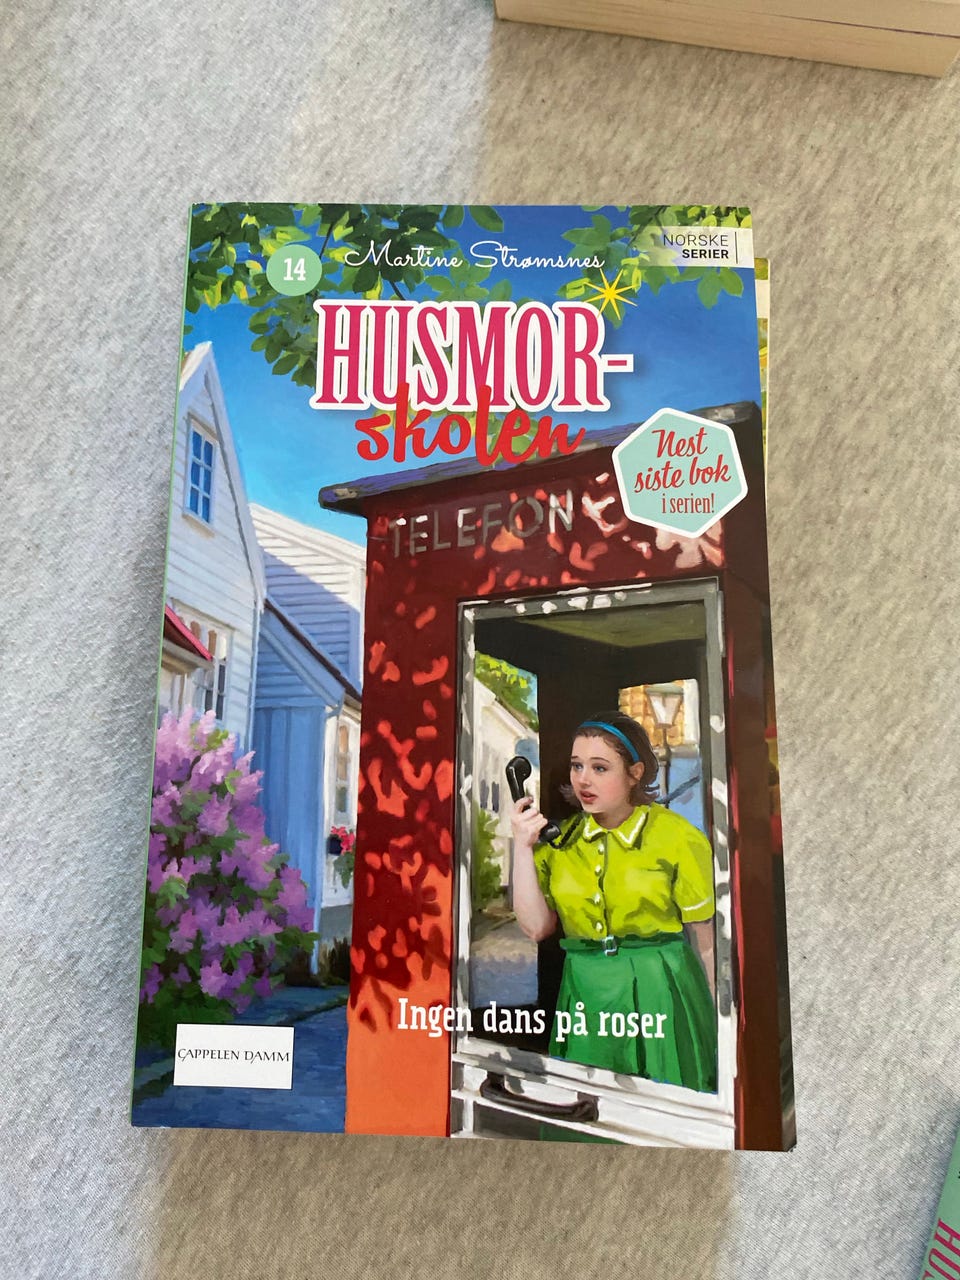 14
Martine Strømsnes
NORSKE
SERIER
HUSMOR-
skolen
Nest
siste bok
i serien!
TELEFON
Ingen dans på roser
CAPPELEN DAMM